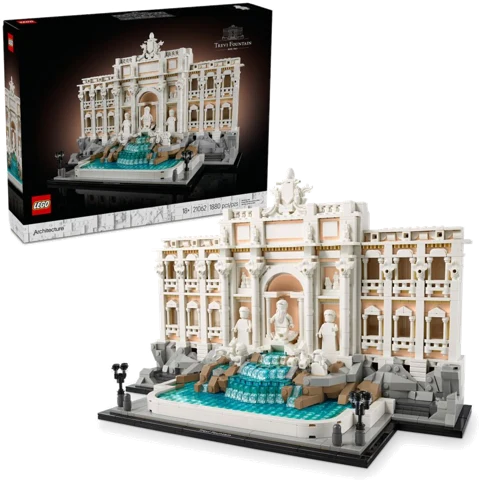 TREVI FOUNTAIN
LEGO
18+
21062
1880 pcs/pzs
Architecture